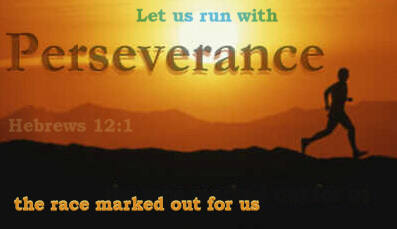 Let us run with
Perseverance
Hebrews 12:1
the race marked out for us